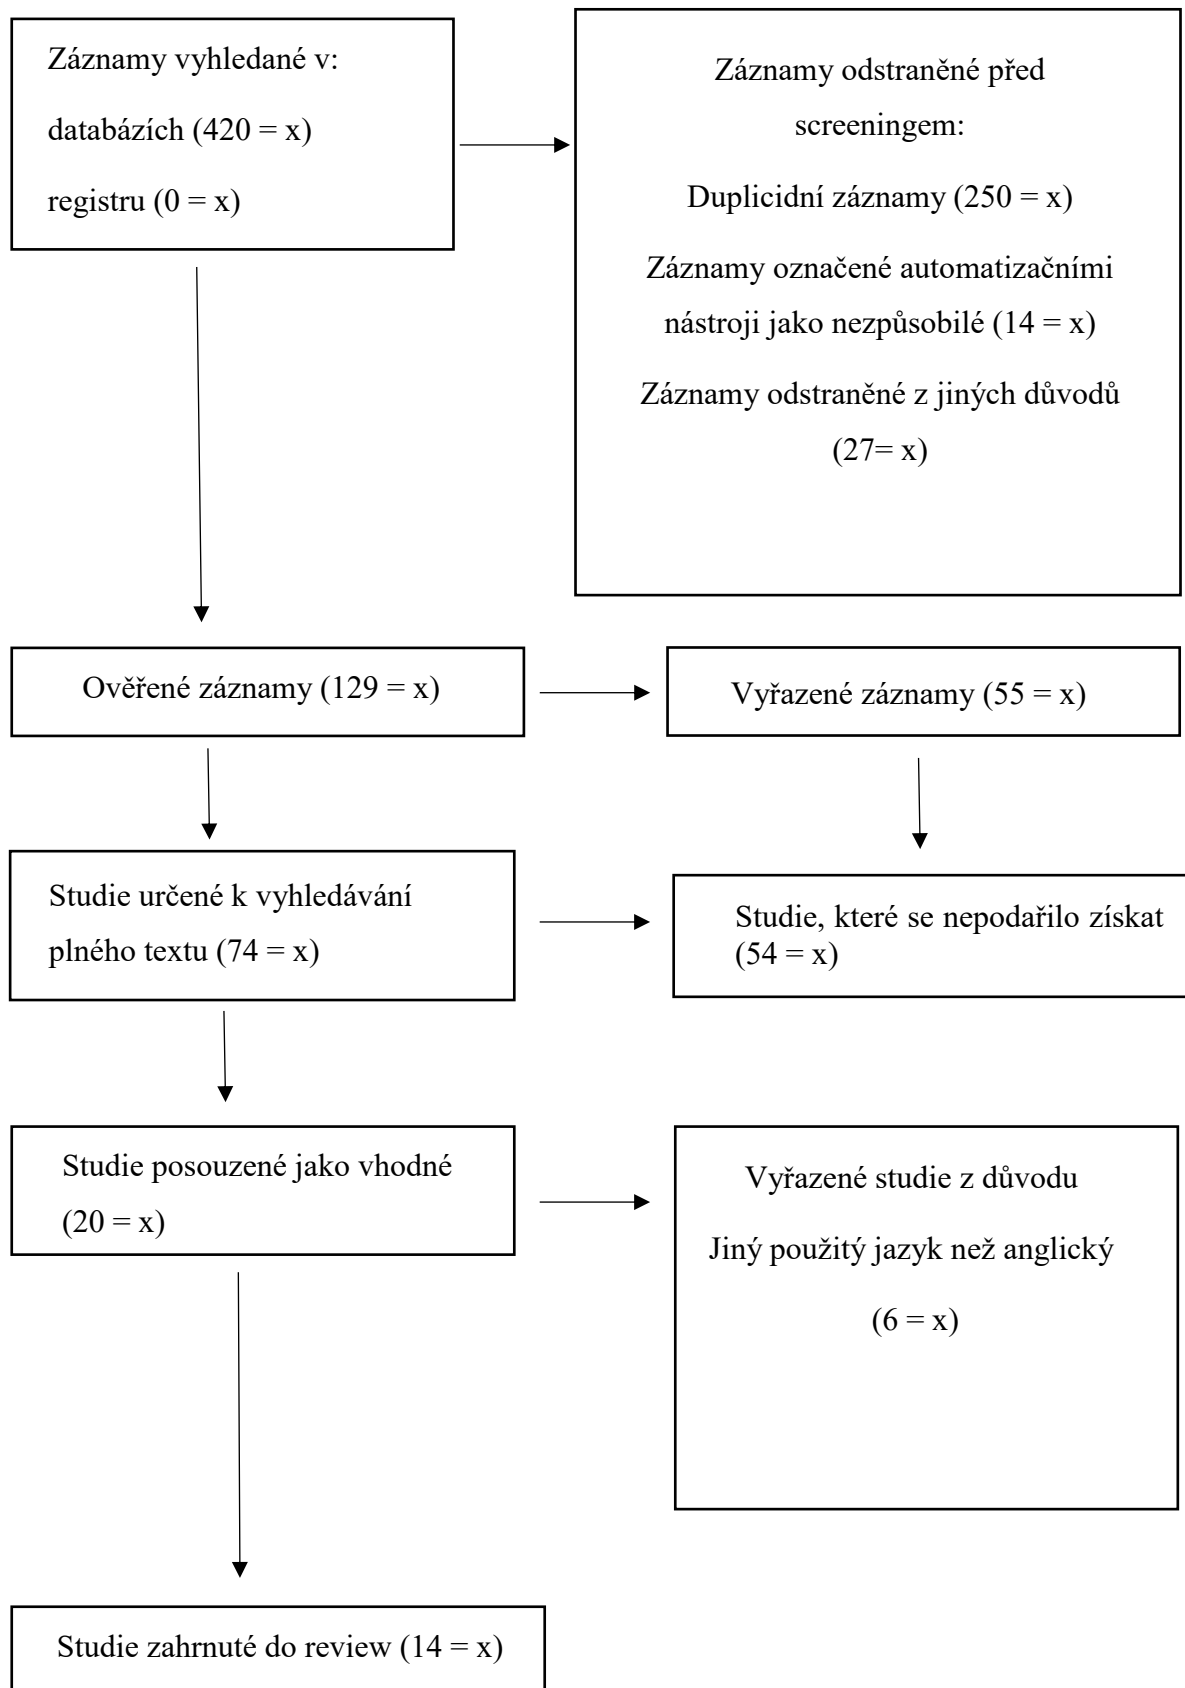 Záznamy vyhledané v:
databázích (420 = x)
registru (0 = x)
Záznamy odstraněné před
screeningem:
Duplicidní záznamy (250 = x)
Záznamy označené automatizačními
nástroji jako nezpůsobilé (14 = x)
Záznamy odstraněné z jiných důvodů
(27= x)
Ověřené záznamy (129 = x)
Vyřazené záznamy (55 = x)
Studie určené k vyhledávání
plného textu (74 = x)
Studie, které se nepodařilo získat
(54 = x)
Studie posouzené jako vhodné
(20 = x)
Vyřazené studie z důvodu
Jiný použitý jazyk než anglický
(6 = x)
Studie zahrnuté do review (14 = x)